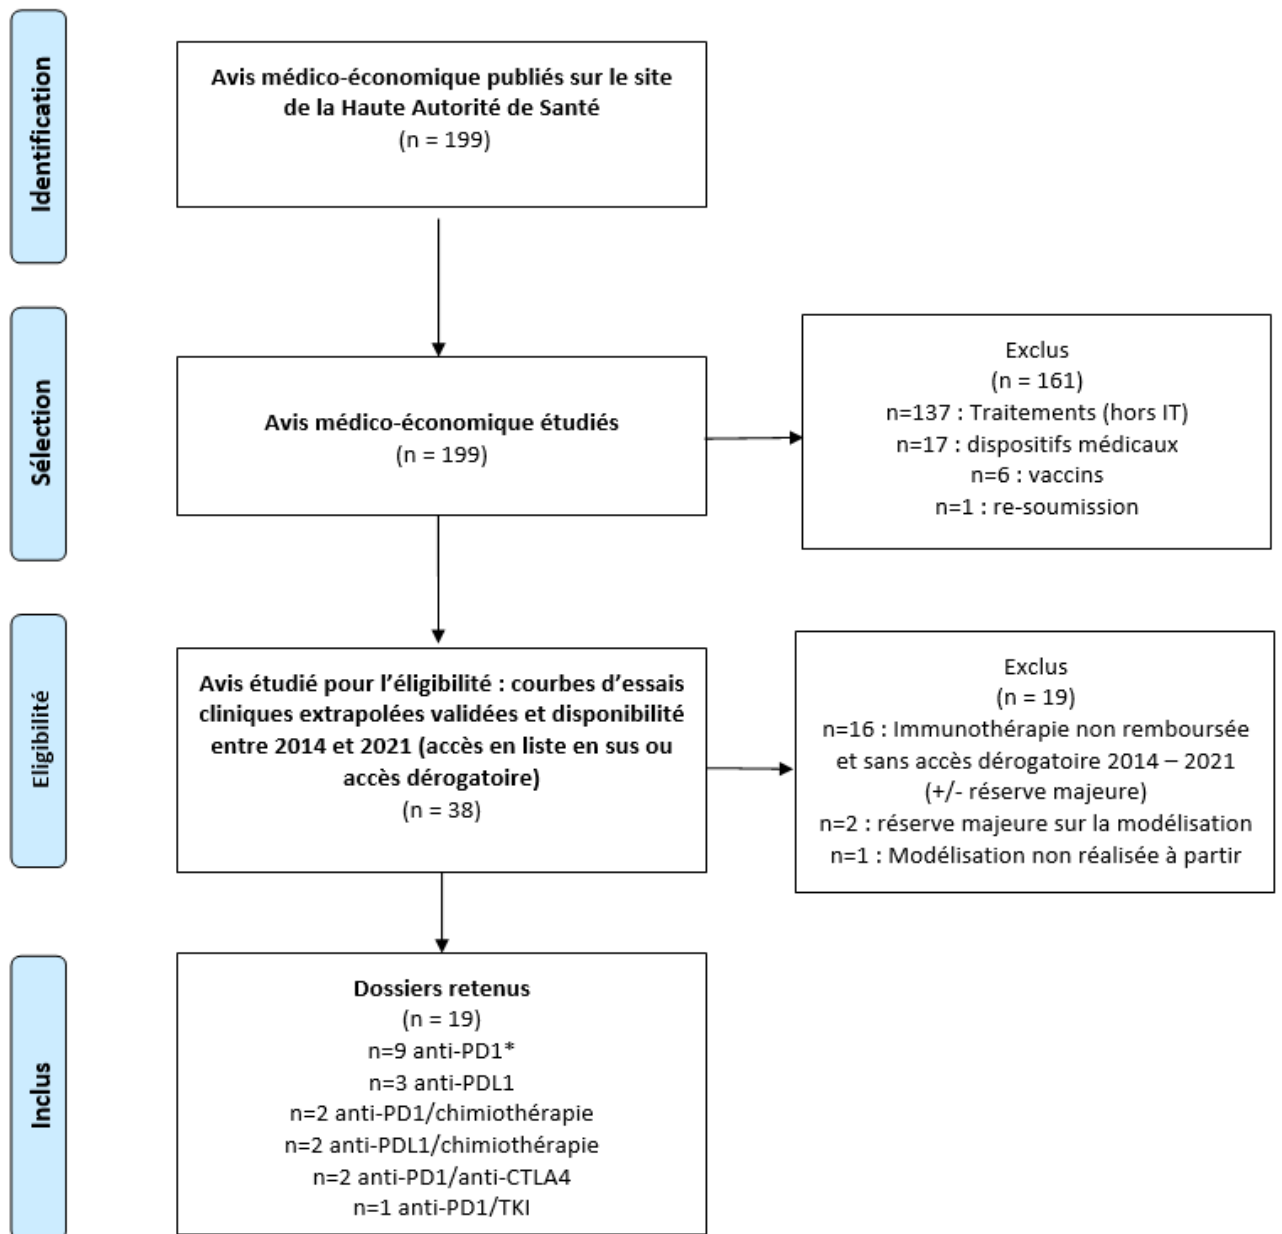 Identification
Avis médico-économique publiés sur le site
de la Haute Autorité de Santé
(n = 199)
Sélection
Avis médico-économique étudiés
(n = 199)
Exclus
(n = 161)
n=137 : Traitements (hors IT)
n=17 : dispositifs médicaux
n=6 : vaccins
n=1 : re-soumission
Eligibilité
Avis étudié pour l’éligibilité : courbes d’essais
cliniques extrapolées validées et disponibilité
entre 2014 et 2021 (accès en liste en sus ou
accès dérogatoire)
(n = 38)
Exclus
(n = 19)
n=16 : Immunothérapie non remboursée
et sans accès dérogatoire 2014 – 2021
(+/- réserve majeure)
n=2 : réserve majeure sur la modélisation
n=1 : Modélisation non réalisée à partir
Inclus
Dossiers retenus
(n = 19)
n=9 anti-PD1*
n=3 anti-PDL1
n=2 anti-PD1/chimiothérapie
n=2 anti-PDL1/chimiothérapie
n=2 anti-PD1/anti-CTLA4
n=1 anti-PD1/TKI